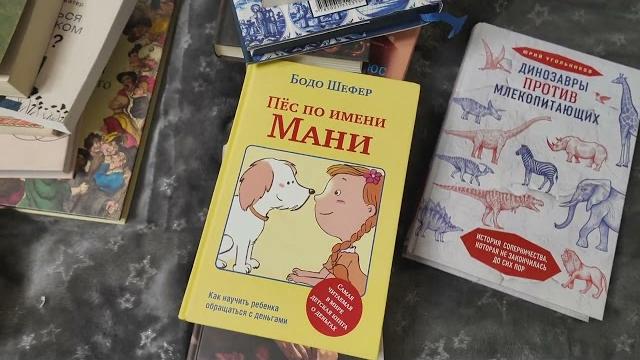 БОДО ШЕФЕР
ПЁС ПО ИМЕНИ
МАНИ
Как научить ребенка
обращаться с деньгами
САМАЯ
ЧИТАЕМАЯ
В МИРЕ
ДЕТСКАЯ КНИГА
О ДЕНЬГАХ
ЮРИЙ УГОЛЬНИКОВ
ДИНОЗАВРЫ
ПРОТИВ
МЛЕКОПИТАЮЩИХ
ИСТОРИЯ СОПЕРНИЧЕСТВА,
КОТОРАЯ НЕ ЗАКОНЧИЛАСЬ
ДО СИХ ПОР